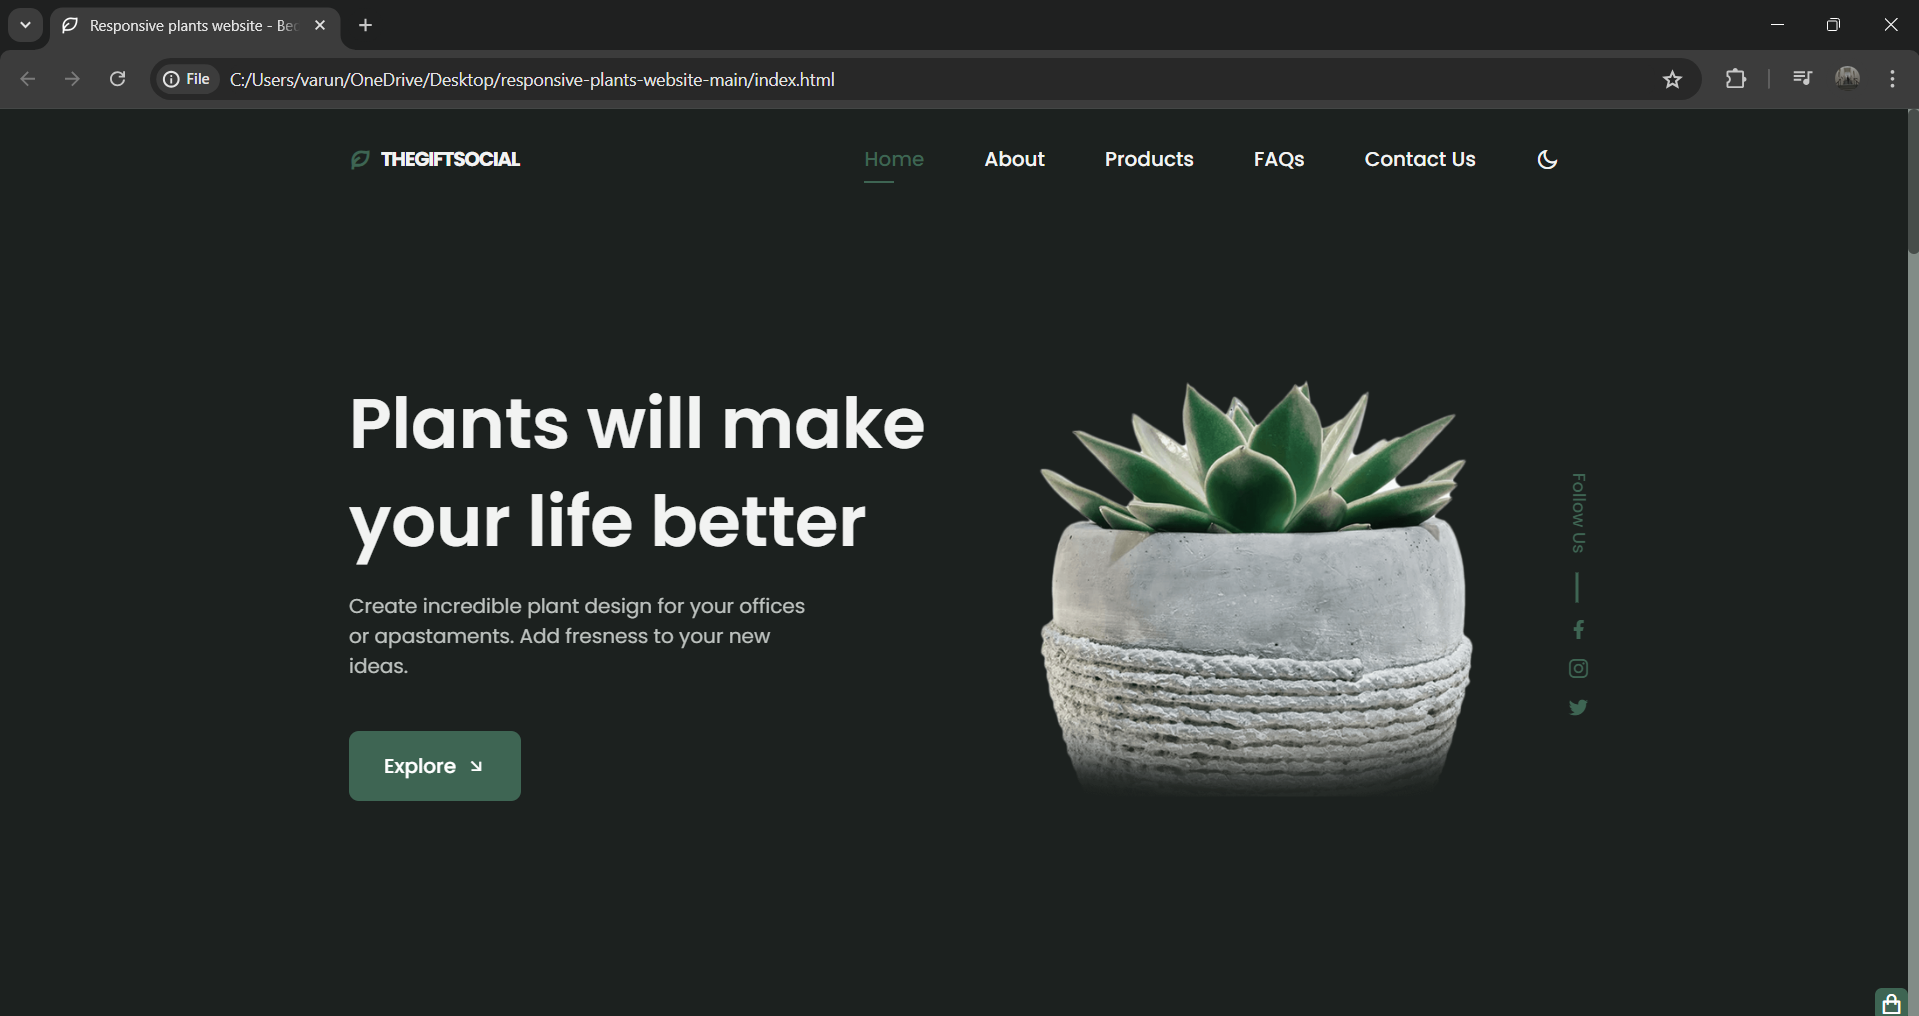 Responsive plants website - Bec
File
C:/Users/varun/OneDrive/Desktop/responsive-plants-website-main/index.html
THEGIFTSOCIAL
Home
About
Products
FAQs
Contact Us
Plants will make
your life better
Create incredible plant design for your offices
or apastaments. Add fresness to your new
ideas.
Explore
Follow Us